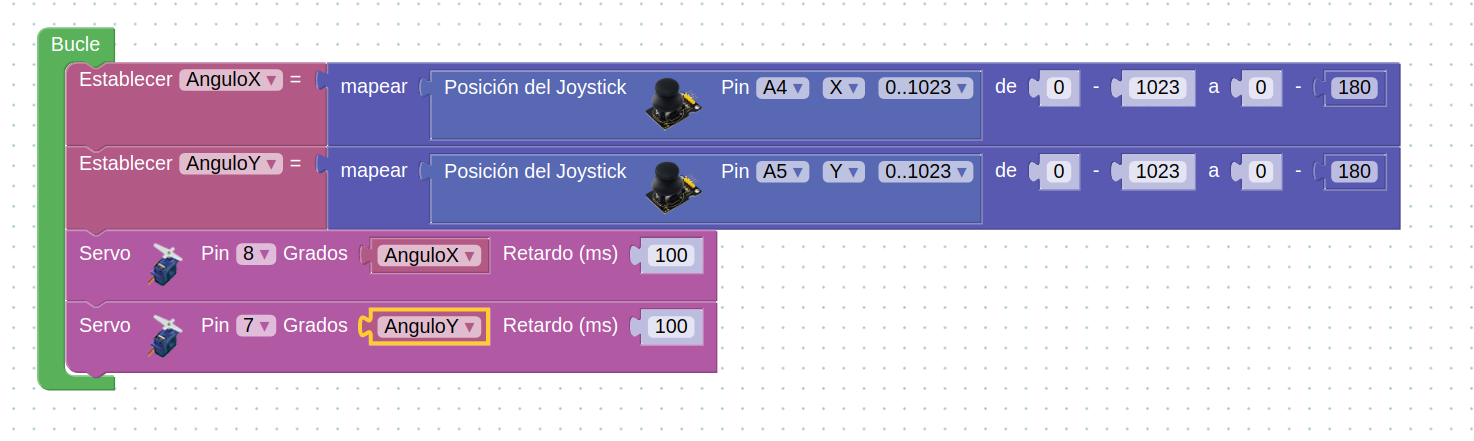 Bucle
Establecer AnguloX ▾ = mapear Posición del Joystick Pin A4 ▾ X ▾ 0..1023 ▾ de 0 - 1023 a 0 - 180
Establecer AnguloY ▾ = mapear Posición del Joystick Pin A5 ▾ Y ▾ 0..1023 ▾ de 0 - 1023 a 0 - 180
Servo Pin 8 ▾ Grados AnguloX ▾ Retardo (ms) 100
Servo Pin 7 ▾ Grados AnguloY ▾ Retardo (ms) 100